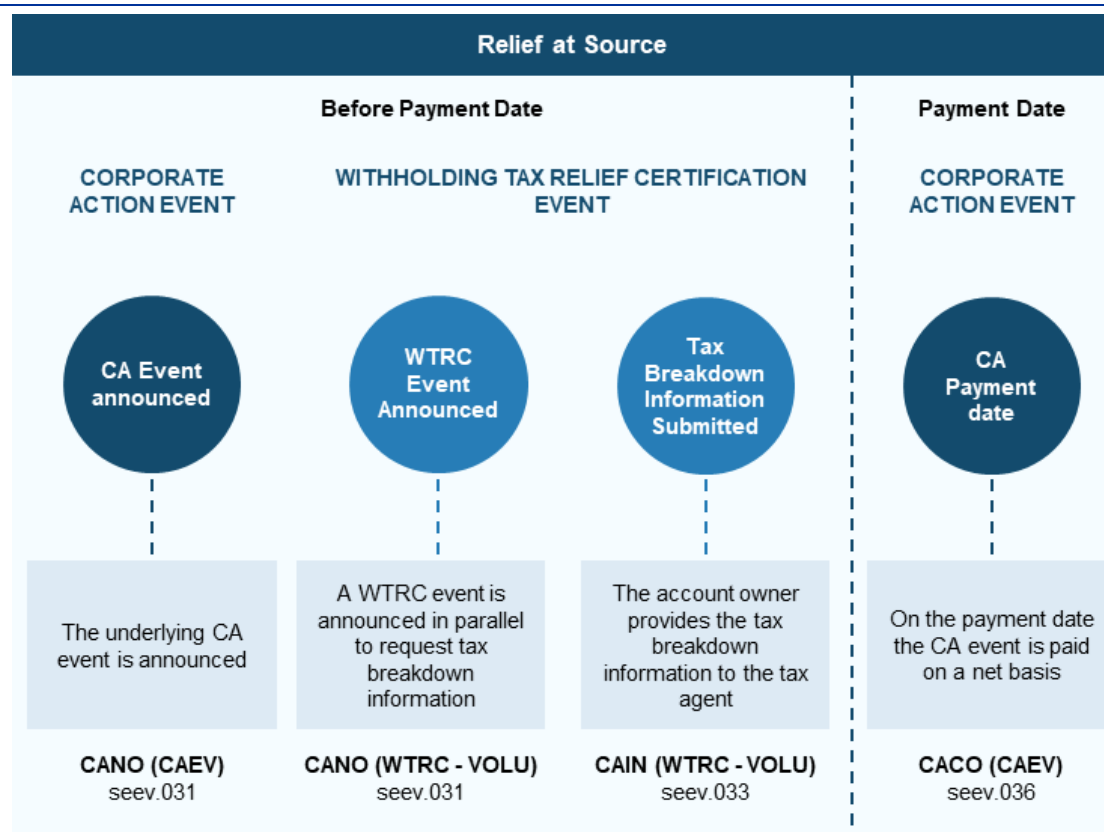 Relief at Source
Before Payment Date
Payment Date
CORPORATE
ACTION EVENT
WITHHOLDING TAX RELIEF CERTIFICATION
EVENT
CORPORATE
ACTION EVENT
CA Event
announced
WTRC
Event
Announced
Tax
Breakdown
Information
Submitted
CA
Payment
date
The underlying CA
event is announced
A WTRC event is
announced in parallel
to request tax
breakdown
information
The account owner
provides the tax
breakdown
information to the tax
agent
On the payment date
the CA event is paid
on a net basis
CANO (CAEV)
seev.031
CANO (WTRC - VOLU)
seev.031
CAIN (WTRC - VOLU)
seev.033
CACO (CAEV)
seev.036